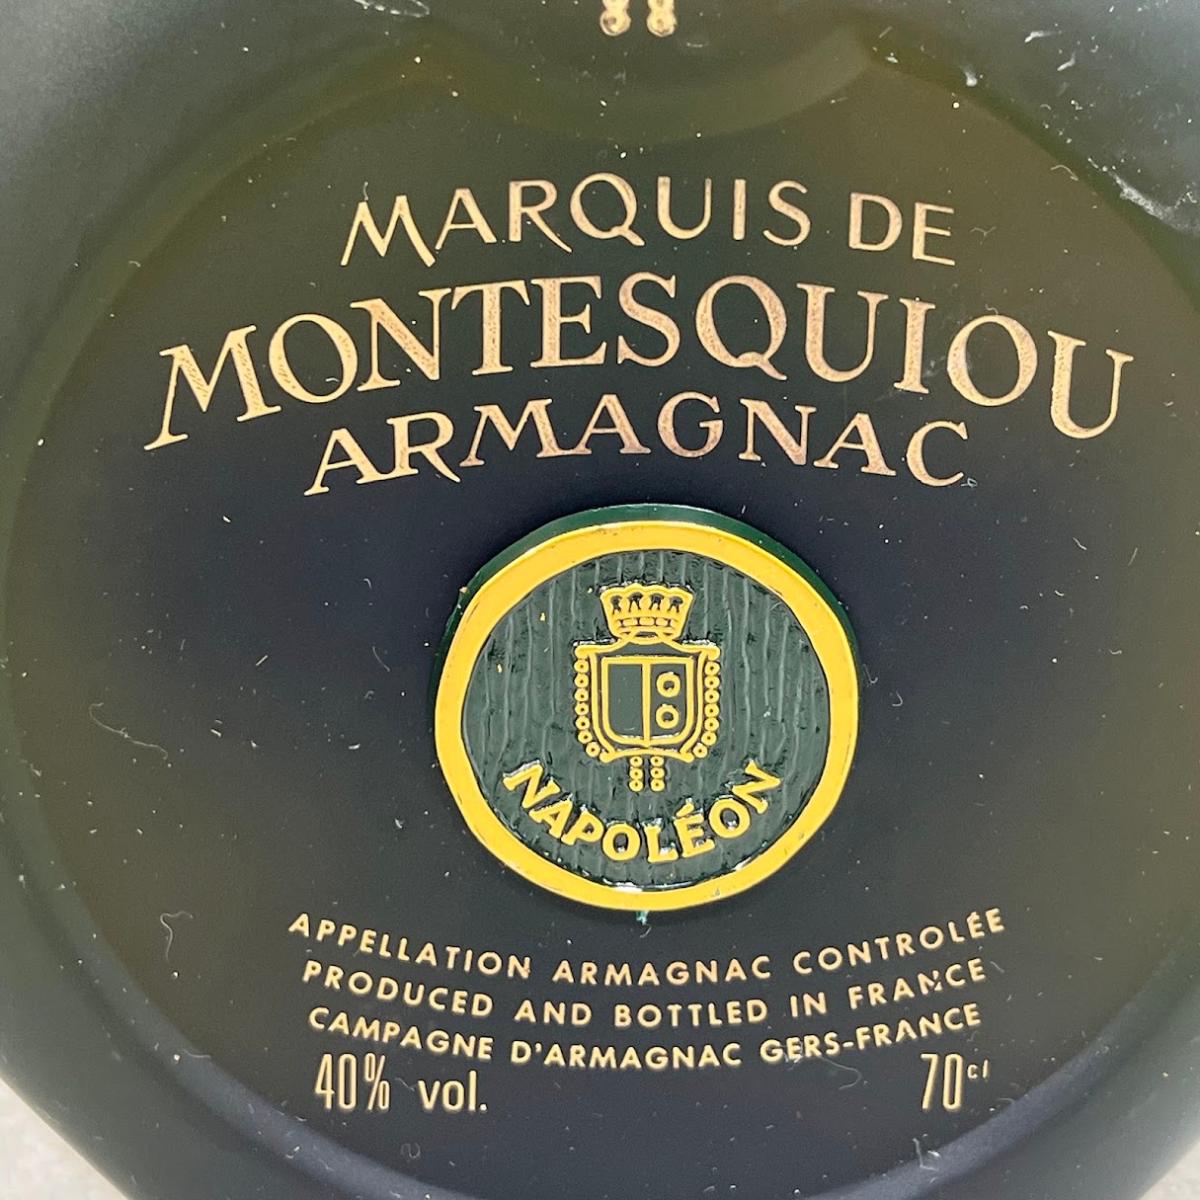 MARQUIS DE
MONTESQUIOU
ARMAGNAC
NAPOLÉON
APPELLATION ARMAGNAC CONTROLÉE
PRODUCED AND BOTTLED IN FRANCE
CAMPAGNE D'ARMAGNAC GERS-FRANCE
40% vol. 70cl